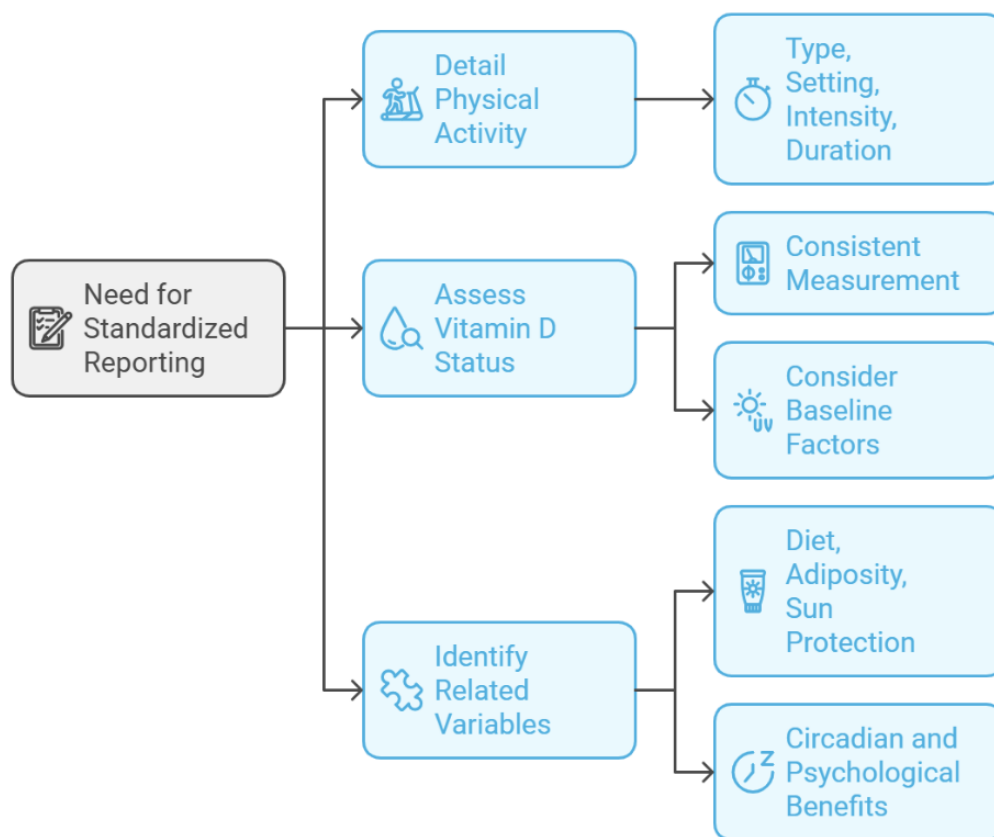 Need for
Standardized
Reporting
Detail
Physical
Activity
Type,
Setting,
Intensity,
Duration
Assess
Vitamin D
Status
Consistent
Measurement
Consider
Baseline
Factors
UV
Identify
Related
Variables
Diet,
Adiposity,
Sun
Protection
Circadian and
Psychological
Benefits
Z